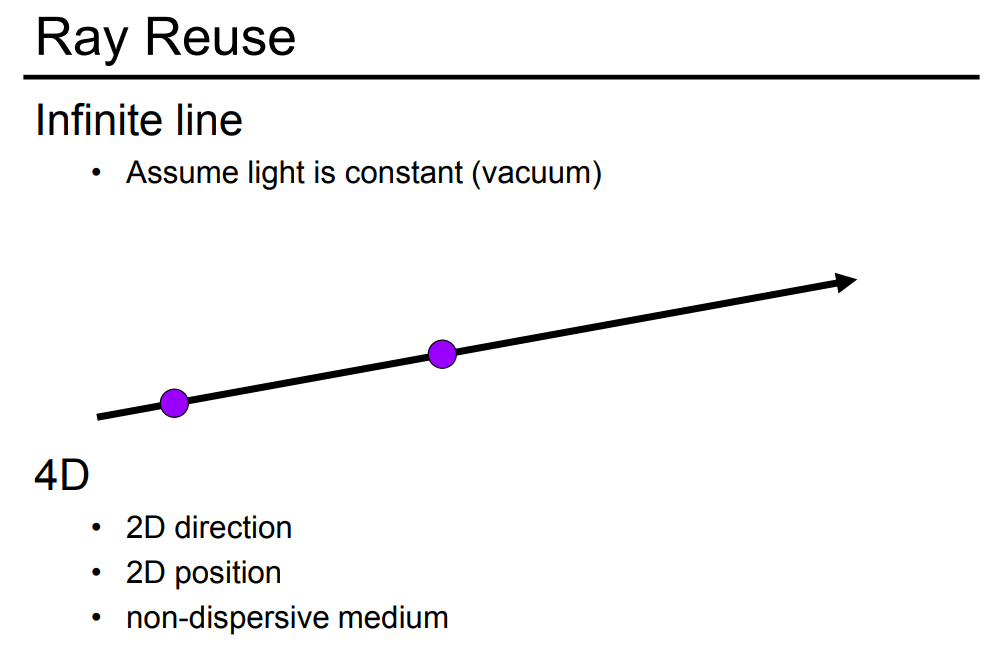 Ray Reuse
Infinite line
• Assume light is constant (vacuum)
4D
• 2D direction
• 2D position
• non-dispersive medium